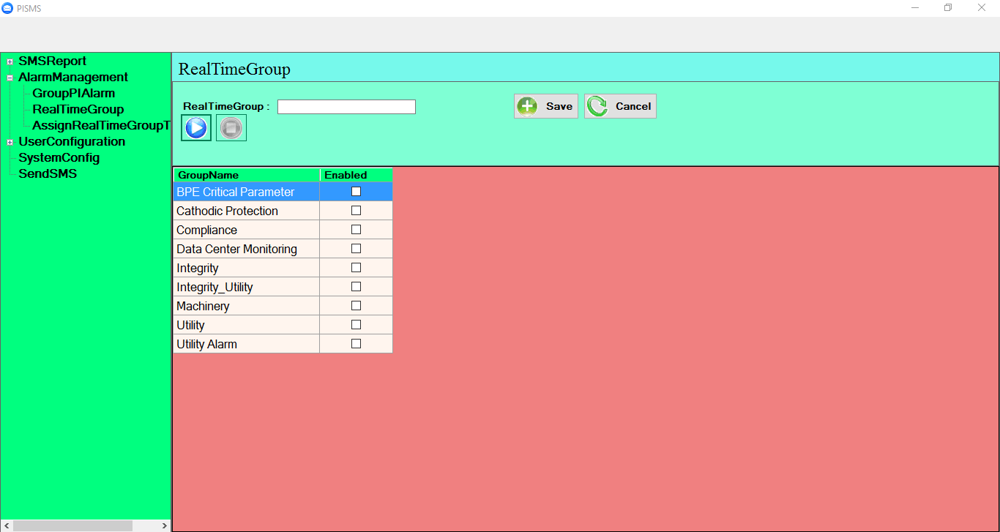 PISMS
SMSReport
AlarmManagement
GroupPIAlarm
RealTimeGroup
AssignRealTimeGroupT
UserConfiguration
SystemConfig
SendSMS
RealTimeGroup
RealTimeGroup :
Save
Cancel
GroupName Enabled
BPE Critical Parameter
Cathodic Protection
Compliance
Data Center Monitoring
Integrity
Integrity_Utility
Machinery
Utility
Utility Alarm